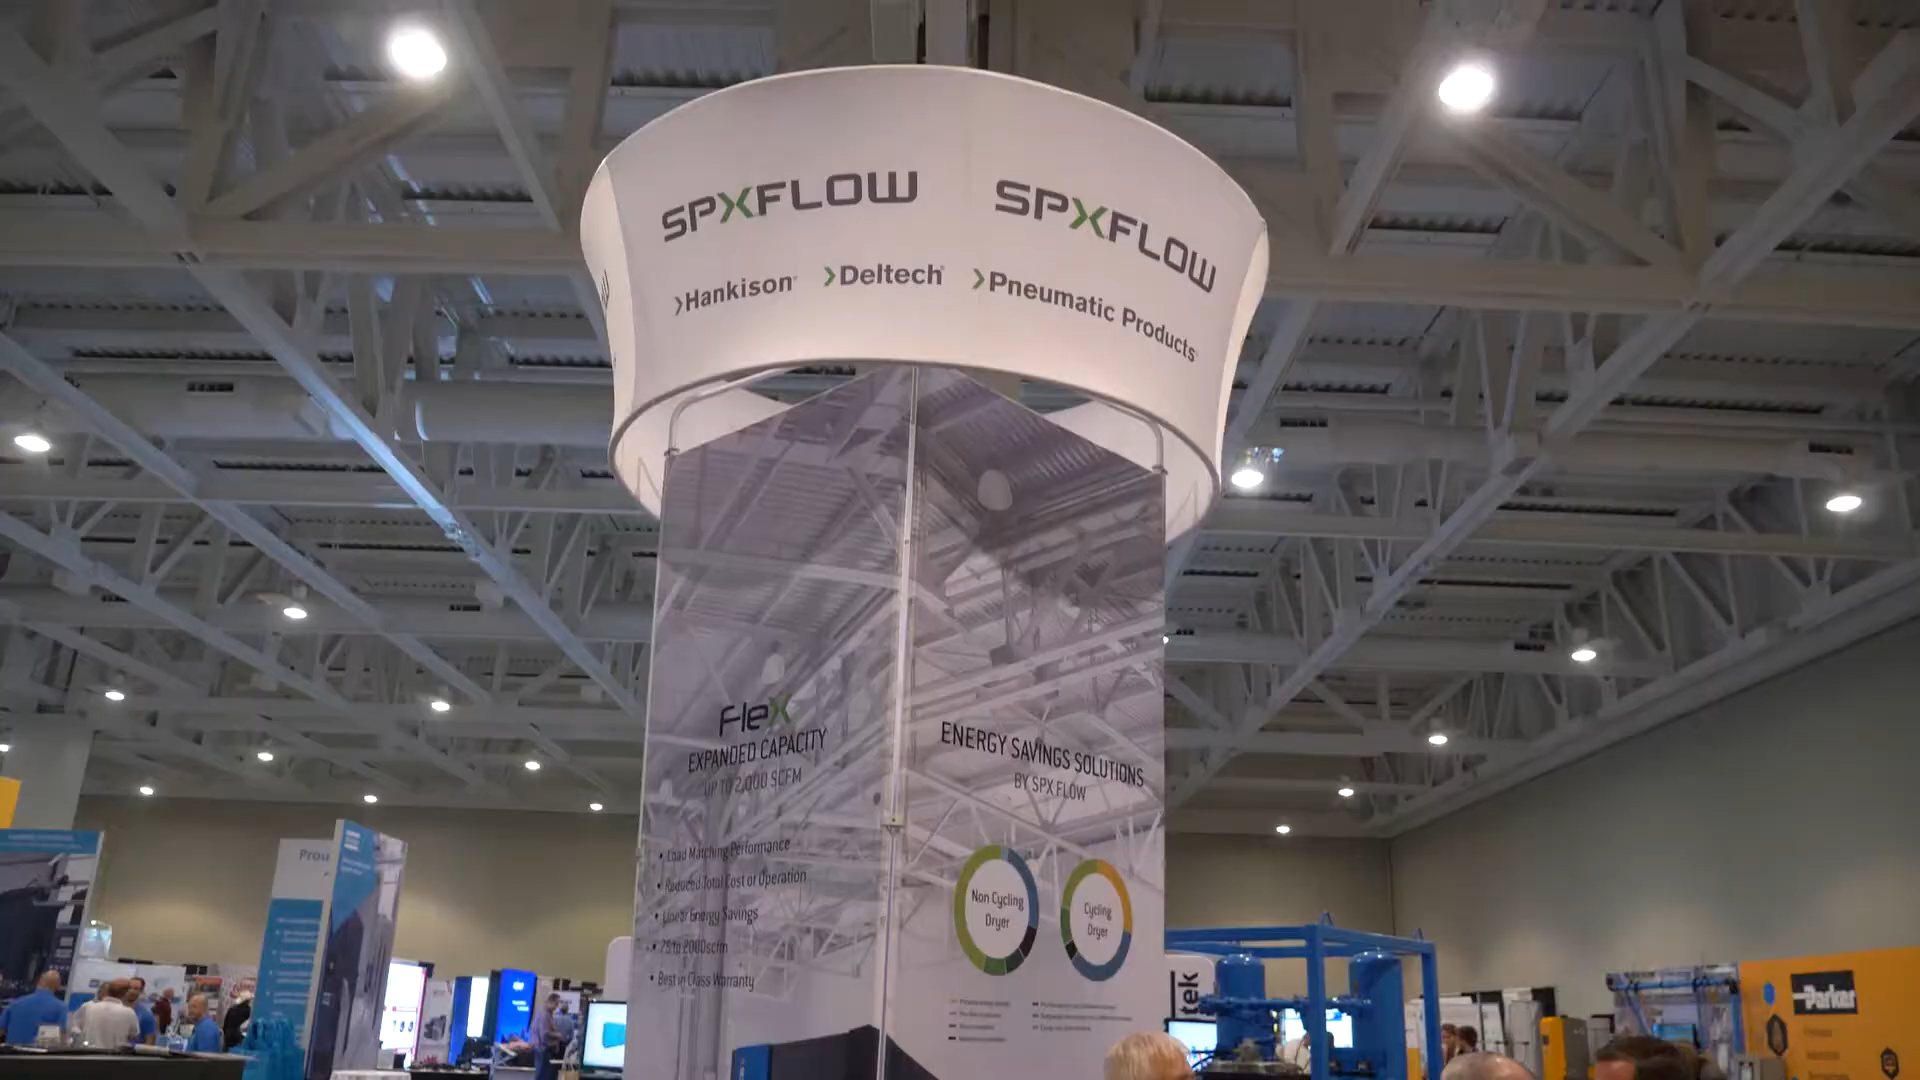 SPXFLOW
SPXFLOW
Hankison
Deltech
Pneumatic Products
FleX
EXPANDED CAPACITY
UP TO 2,000 SCFM
• Load Matching Performance
• Reduced Total Cost of Operation
• Linear Energy Savings
• 75 to 2000scfm
• Best in Class Warranty
ENERGY SAVINGS SOLUTIONS
BY SPX FLOW
Non Cycling
Dryer
Cycling
Dryer
Prou
tek
Parker